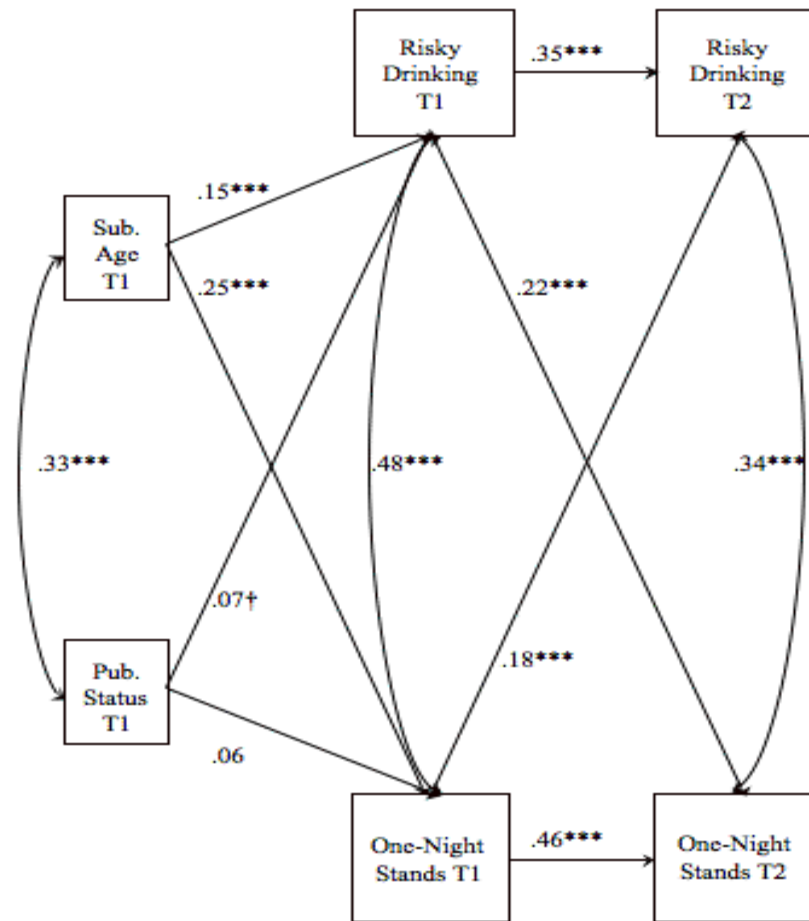 Risky
Drinking
T1
.35***
Risky
Drinking
T2
.15***
Sub.
Age
T1
.25***
.22***
.33***
.48***
.34***
.07†
.18***
Pub.
Status
T1
.06
One-Night
Stands T1
.46***
One-Night
Stands T2